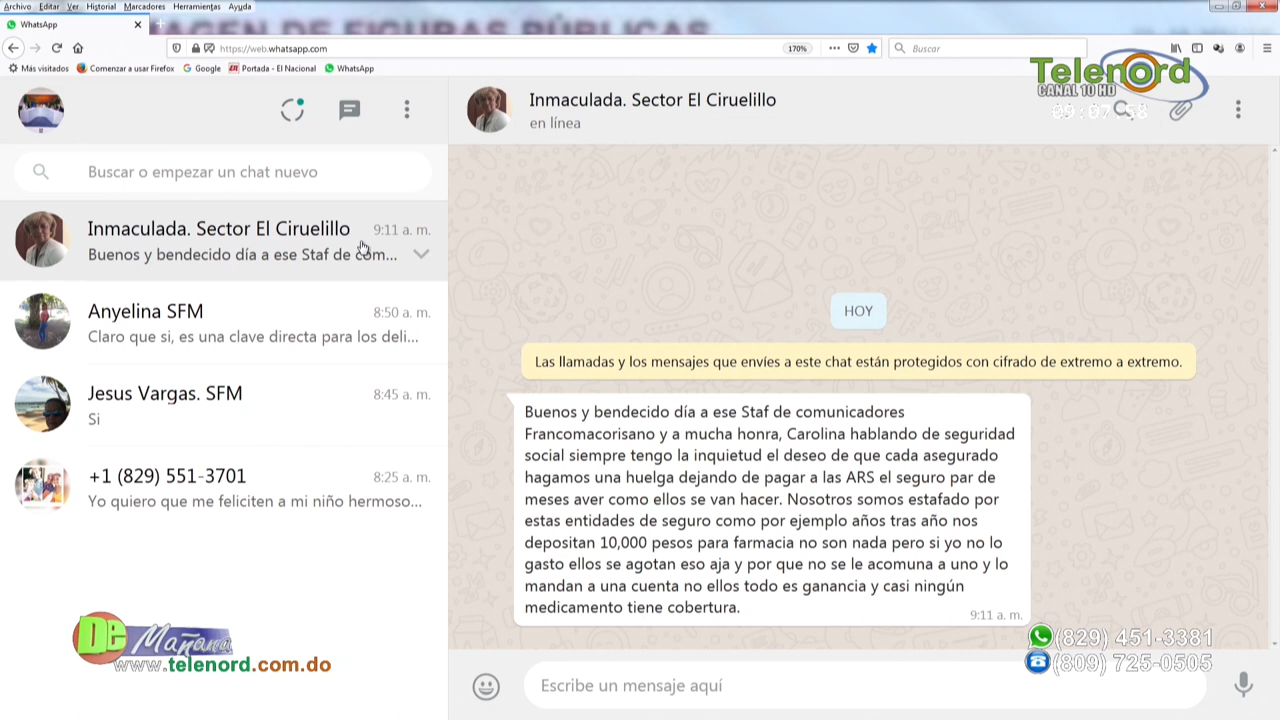 Archivo Editar Ver Historial Marcadores Herramientas Ayuda
IMAGEN DE FIGURAS PÚBLICAS
WhatsApp
https://web.whatsapp.com
170%
Buscar
Más visitados Comenzar a usar Firefox Google Portada - El Nacional WhatsApp
Telenord
CANAL 10 HD
09:07:58
Inmaculada. Sector El Ciruelillo
en línea
Buscar o empezar un chat nuevo
Inmaculada. Sector El Ciruelillo 9:11 a. m.
Buenos y bendecido día a ese Staf de com...
Anyelina SFM 8:50 a. m.
Claro que si, es una clave directa para los deli...
Jesus Vargas. SFM 8:45 a. m.
Si
+1 (829) 551-3701 8:25 a. m.
Yo quiero que me feliciten a mi niño hermoso...
HOY
Las llamadas y los mensajes que envíes a este chat están protegidos con cifrado de extremo a extremo.
Buenos y bendecido día a ese Staf de comunicadores
Francomacorisano y a mucha honra, Carolina hablando de seguridad
social siempre tengo la inquietud el deseo de que cada asegurado
hagamos una huelga dejando de pagar a las ARS el seguro par de
meses aver como ellos se van hacer. Nosotros somos estafado por
estas entidades de seguro como por ejemplo años tras año nos
depositan 10,000 pesos para farmacia no son nada pero si yo no lo
gasto ellos se agotan eso aja y por que no se le acomuna a uno y lo
mandan a una cuenta no ellos todo es ganancia y casi ningún
medicamento tiene cobertura.
9:11 a. m.
De Mañana
www.telenord.com.do
(829) 451-3381
(809) 725-0505
Escribe un mensaje aquí